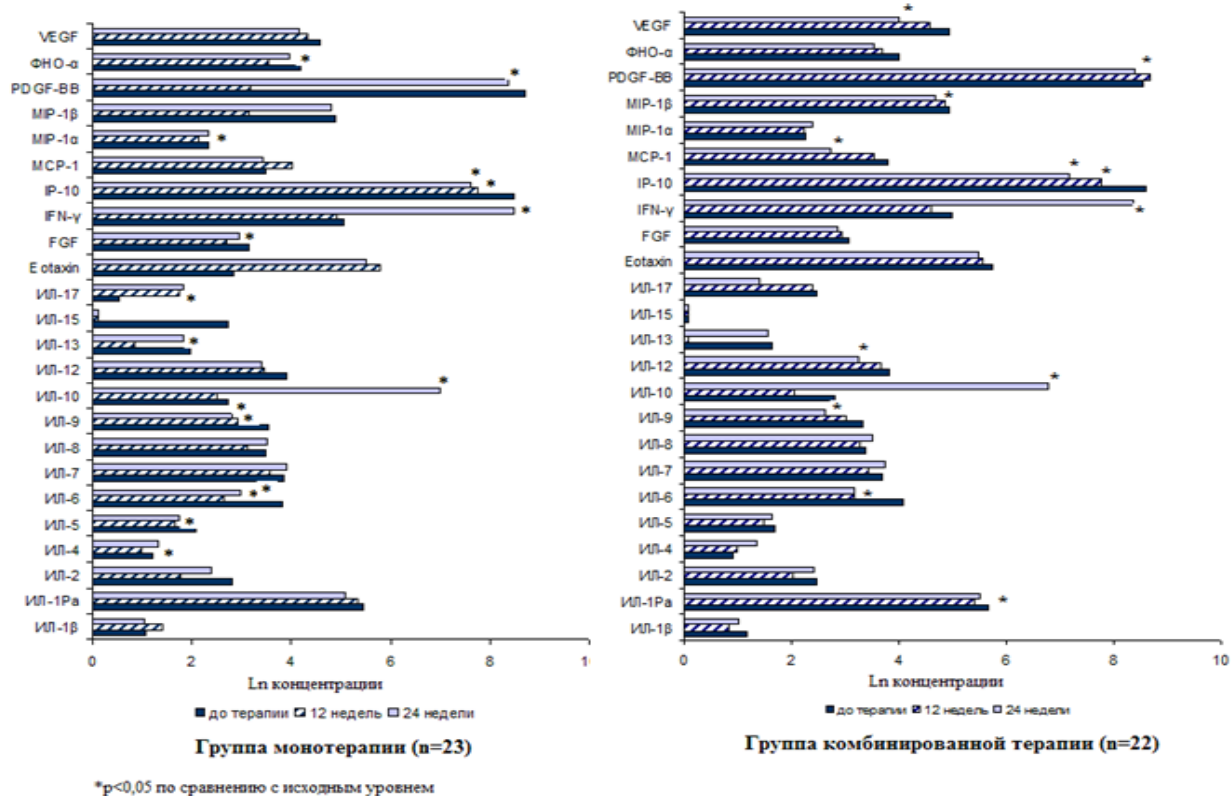 VEGF
ФНО-α
PDGF-BB
MIP-1β
MIP-1α
MCP-1
IP-10
IFN-γ
FGF
Eotaxin
ИЛ-17
ИЛ-15
ИЛ-13
ИЛ-12
ИЛ-10
ИЛ-9
ИЛ-8
ИЛ-7
ИЛ-6
ИЛ-5
ИЛ-4
ИЛ-2
ИЛ-1Ра
ИЛ-1β
0 2 4 6 8 1
Ln концентрации
до терапии 12 недель 24 недели
Группа монотерапии (n=23)
*p<0,05 по сравнению с исходным уровнем
VEGF
ФНО-α
PDGF-BB
MIP-1β
MIP-1α
MCP-1
IP-10
IFN-γ
FGF
Eotaxin
ИЛ-17
ИЛ-15
ИЛ-13
ИЛ-12
ИЛ-10
ИЛ-9
ИЛ-8
ИЛ-7
ИЛ-6
ИЛ-5
ИЛ-4
ИЛ-2
ИЛ-1Ра
ИЛ-1β
0 2 4 6 8 10
Ln концентрации
до терапии 12 недель 24 недели
Группа комбинированной терапии (n=22)